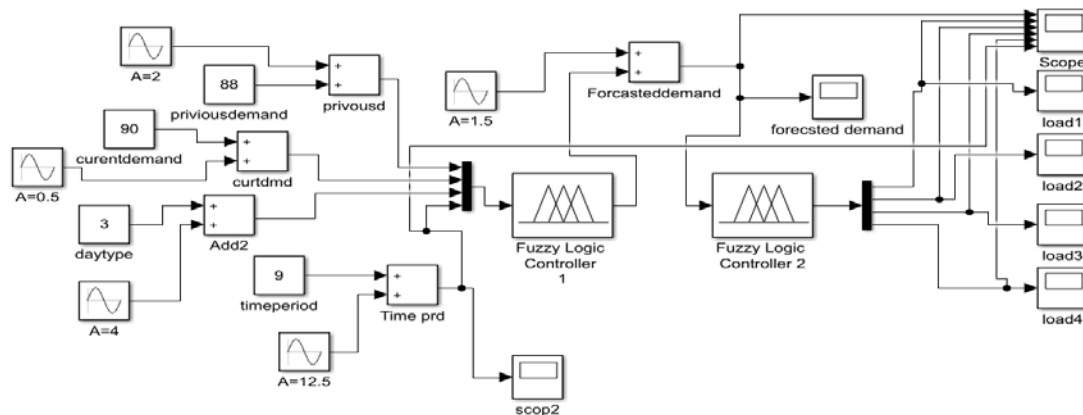 A=2
88
priviousdemand
+
+
privousd
90
curentdemand
A=0.5
+
+
curtdmd
3
daytype
+
+
Add2
A=4
9
timeperiod
+
+
Time prd
A=12.5
scop2
Fuzzy Logic
Controller
1
A=1.5
+
+
Forcasteddemand
forecsted demand
Fuzzy Logic
Controller 2
Scope
load1
load2
load3
load4